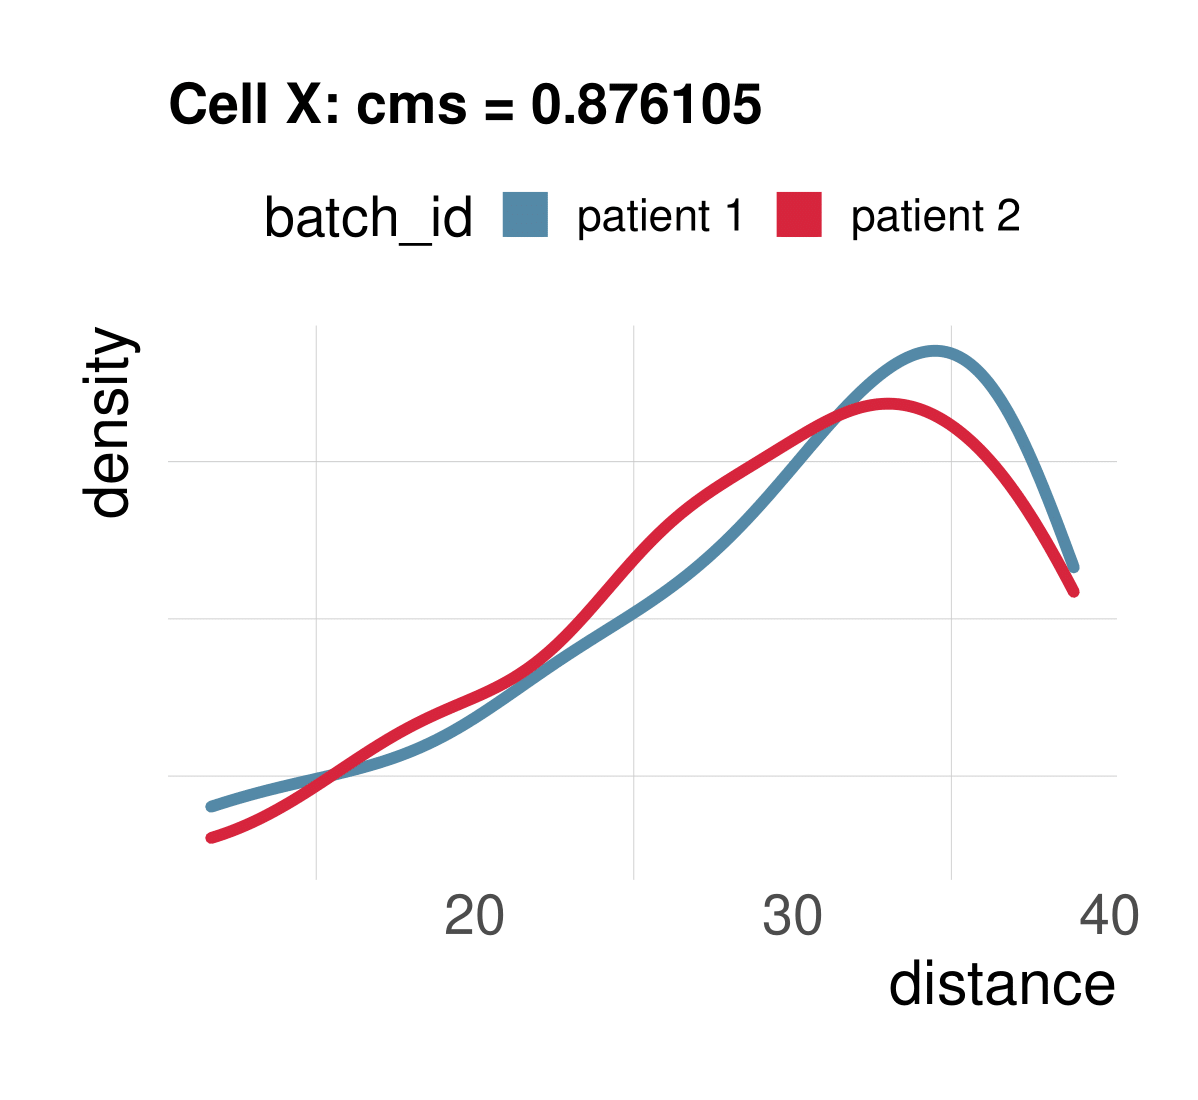 Cell X: cms = 0.876105
batch_id patient 1 patient 2
density
20 30 40
distance